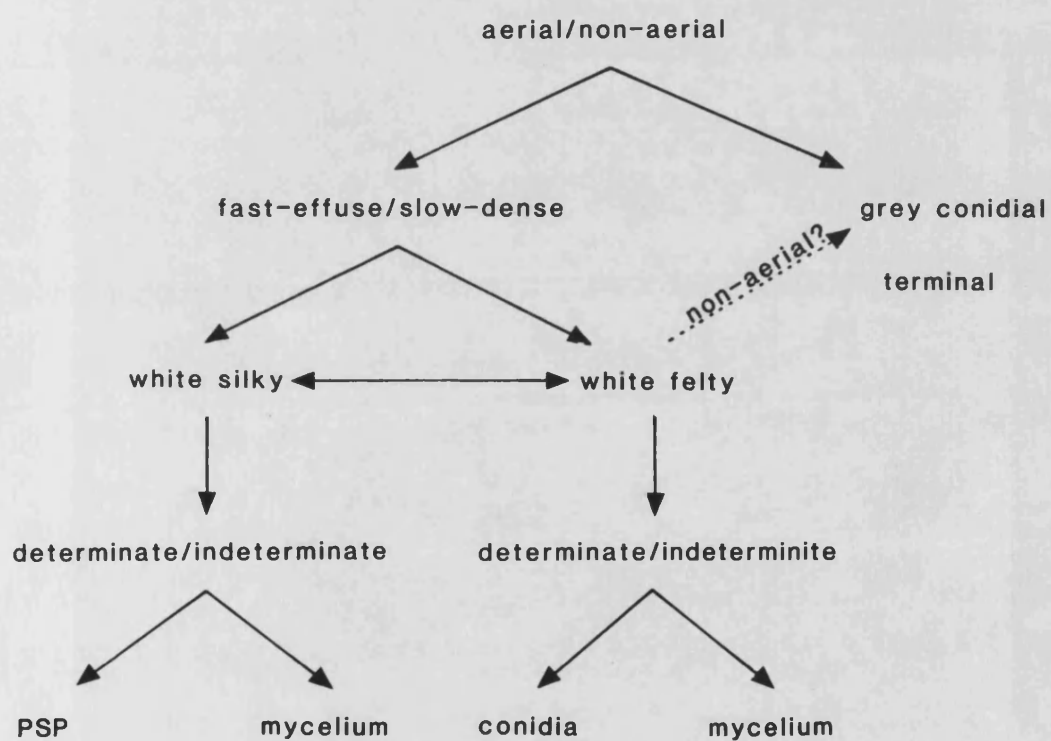 aerial/non-aerial
fast-effuse/slow-dense
grey conidial
non-aerial?
terminal
white silky
white felty
determinate/indeterminate
determinate/indeterminite
PSP
mycelium
conidia
mycelium